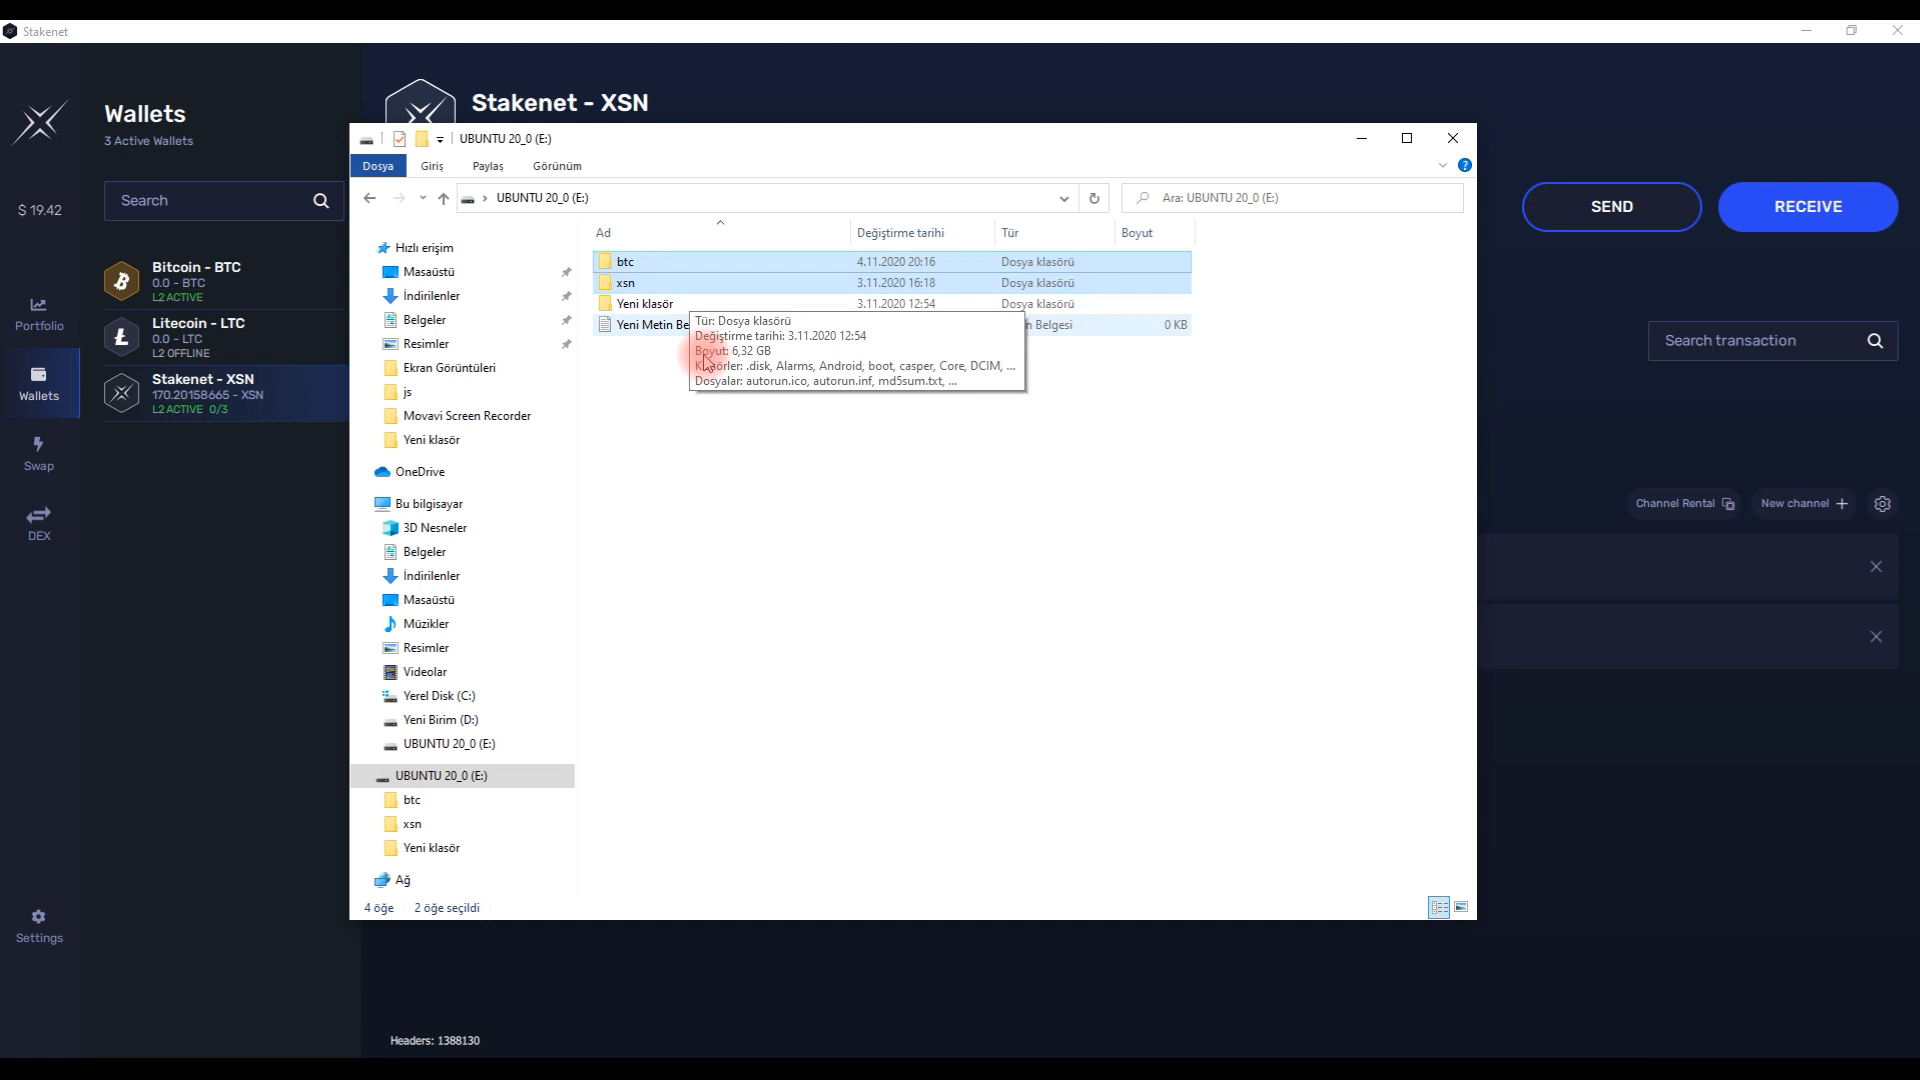 Stakenet
Wallets
3 Active Wallets
$ 19.42
Search
Bitcoin - BTC
0.0 - BTC
L2 ACTIVE
Litecoin - LTC
0.0 - LTC
L2 OFFLINE
Stakenet - XSN
170.20158665 - XSN
L2 ACTIVE 0/3
Portfolio
Wallets
Swap
DEX
Settings
Stakenet - XSN
SEND
RECEIVE
Search transaction
Channel Rental
New channel +
Headers: 1388130
UBUNTU 20_0 (E:)
Dosya Giriş Paylaş Görünüm
UBUNTU 20_0 (E:)
Ara: UBUNTU 20_0 (E:)
Hızlı erişim
Masaüstü
İndirilenler
Belgeler
Resimler
Ekran Görüntüleri
js
Movavi Screen Recorder
Yeni klasör
OneDrive
Bu bilgisayar
3D Nesneler
Belgeler
İndirilenler
Masaüstü
Müzikler
Resimler
Videolar
Yerel Disk (C:)
Yeni Birim (D:)
UBUNTU 20_0 (E:)
UBUNTU 20_0 (E:)
btc
xsn
Yeni klasör
Ağ
Ad Değiştirme tarihi Tür Boyut
btc 4.11.2020 20:16 Dosya klasörü
xsn 3.11.2020 16:18 Dosya klasörü
Yeni klasör 3.11.2020 12:54 Dosya klasörü
Yeni Metin Be n Belgesi 0 KB
Tür: Dosya klasörü
Değiştirme tarihi: 3.11.2020 12:54
Boyut: 6,32 GB
Klasörler: .disk, Alarms, Android, boot, casper, Core, DCIM, ...
Dosyalar: autorun.ico, autorun.inf, md5sum.txt, ...
4 öğe 2 öğe seçildi